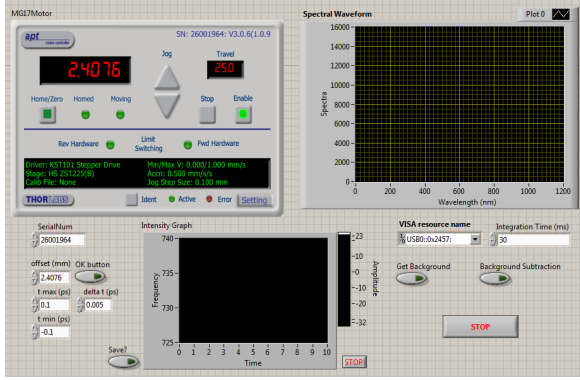 MG17Motor
apt
motor controller
SN: 26001964: V3.0.6(1.0.9
Jog
Travel
2.4076
25.0
Home/Zero Homed Moving Stop Enable
Rev Hardware Limit Switching Fwd Hardware
Driver: KST101 Stepper Drive Min/Max V: 0.000/1.000 mm/s
Stage: HS ZST225(B) Accn: 0.500 mm/s/s
Calib File: None Jog Step Size: 0.100 mm
THORLABS Ident Active Error Setting
Spectral Waveform Plot 0
16000
14000
12000
10000
8000
6000
4000
2000
0
Spectra
0 200 400 600 800 1000 1200
Wavelength (nm)
SerialNum
26001964
offset (mm) OK button
2.4076
t max (ps) delta t (ps)
0.1 0.005
t min (ps)
-0.1
Save?
Intensity Graph
740
735
730
725
Frequency
0 1 2 3 4 5 6 7 8 9 10
Time
23
10
0
-10
-20
-32
Amplitude
STOP
VISA resource name Integration Time (ms)
USB0::0x2457: 30
Get Background Background Subtraction
STOP